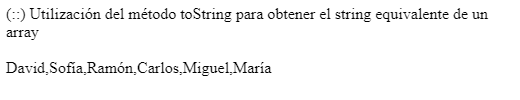 (::) Utilización del método toString para obtener el string equivalente de un
array
David,Sofía,Ramón,Carlos,Miguel,María